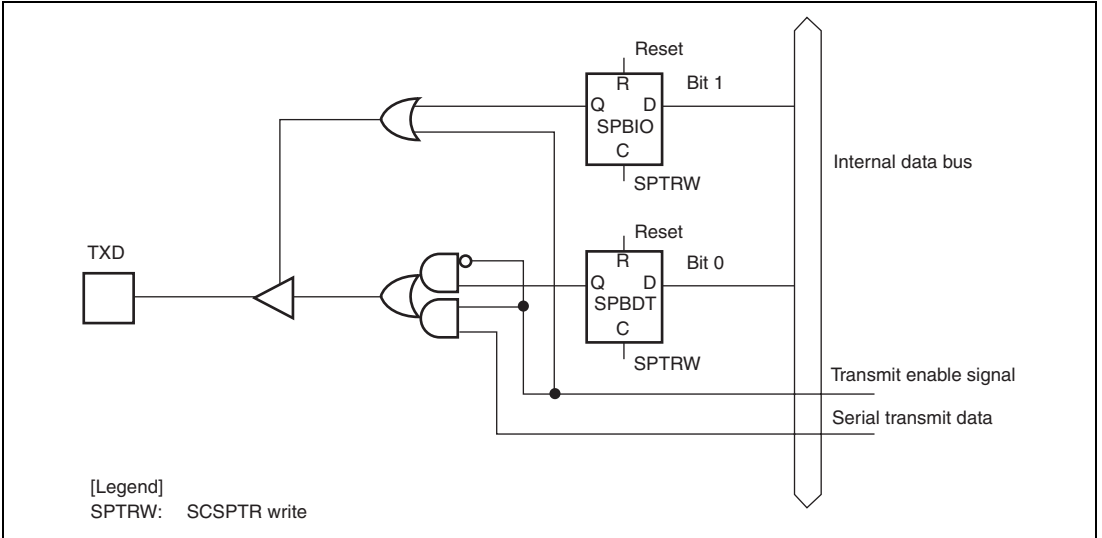 Reset
R
Bit 1
Q D
SPBIO
C
SPTRW
Internal data bus
Reset
TXD
R
Bit 0
Q D
SPBDT
C
SPTRW
Transmit enable signal
Serial transmit data
[Legend]
SPTRW: SCSPTR write